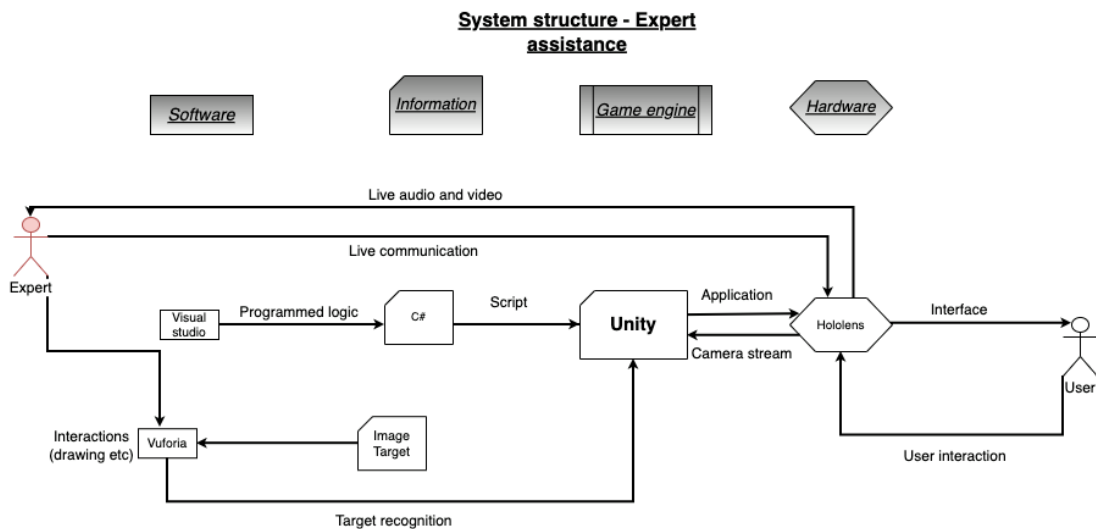 System structure - Expert
assistance
Software
Information
Game engine
Hardware
Live audio and video
Live communication
Expert
Visual
studio
Programmed logic
C#
Script
Unity
Application
Camera stream
Hololens
Interface
User
Interactions
(drawing etc)
Vuforia
Image
Target
User interaction
Target recognition